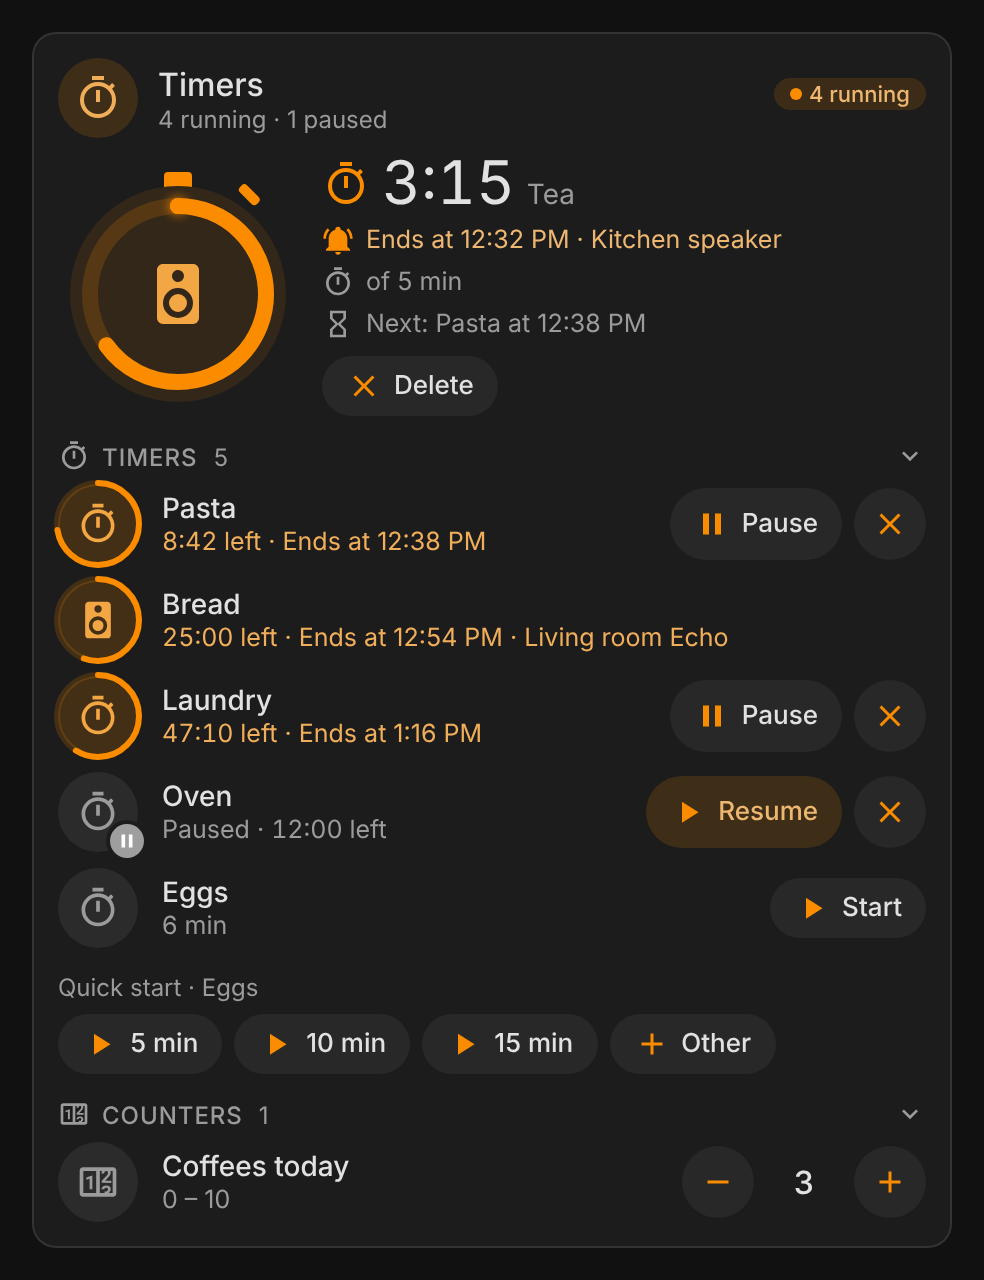 Timers
4 running · 1 paused
4 running
3:15 Tea
Ends at 12:32 PM · Kitchen speaker
of 5 min
Next: Pasta at 12:38 PM
Delete
TIMERS 5
Pasta
8:42 left · Ends at 12:38 PM
Pause
Bread
25:00 left · Ends at 12:54 PM · Living room Echo
Laundry
47:10 left · Ends at 1:16 PM
Pause
Oven
Paused · 12:00 left
Resume
Eggs
6 min
Start
Quick start · Eggs
5 min
10 min
15 min
Other
COUNTERS 1
Coffees today
0 – 10
3